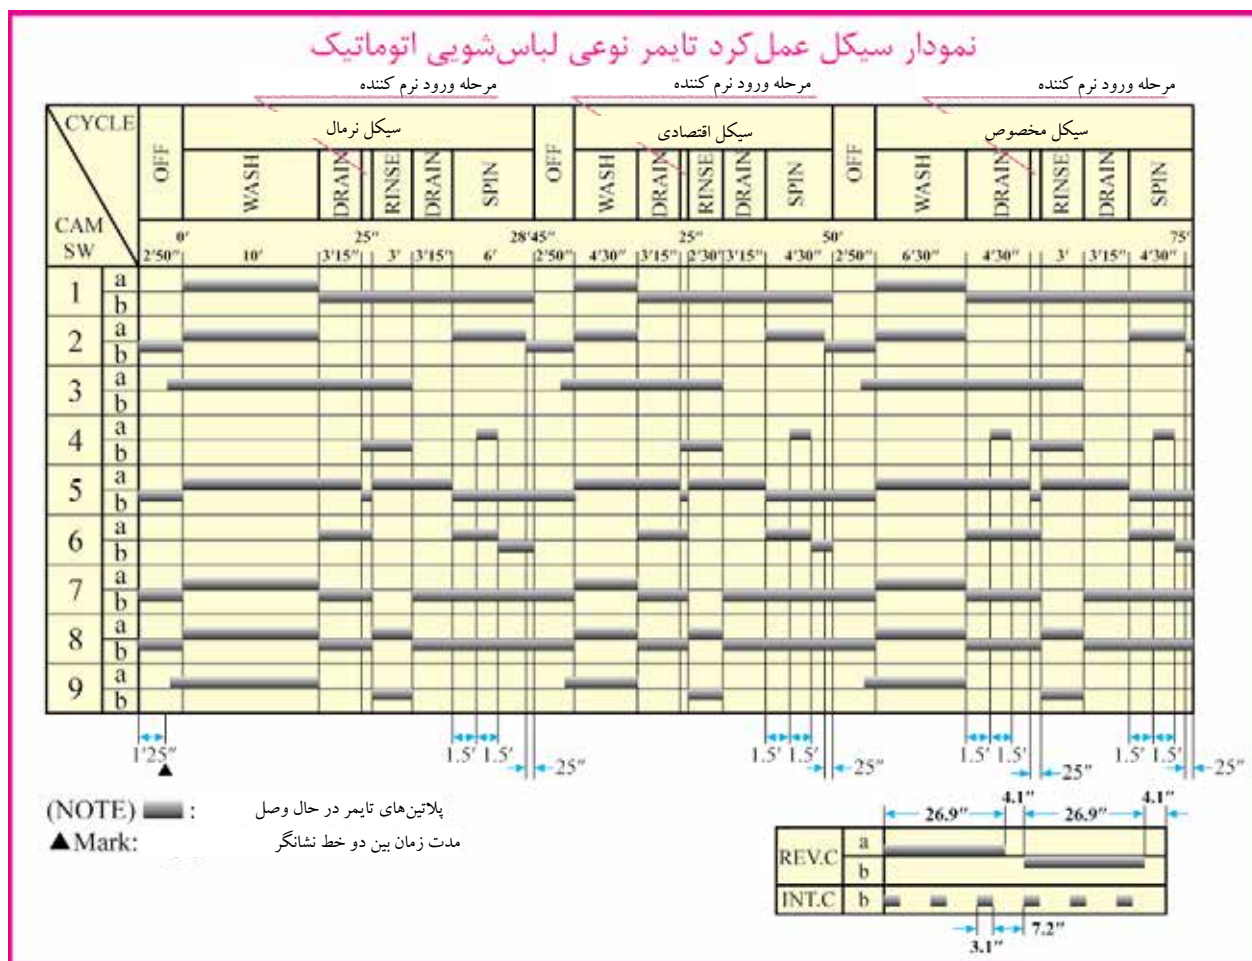 نمودار سیکل عمل‌کرد تایمر نوعی لباس‌شویی اتوماتیک
مرحله ورود نرم کننده مرحله ورود نرم کننده مرحله ورود نرم کننده
CYCLE
CAM
SW
OFF سیکل نرمال OFF سیکل اقتصادی OFF سیکل مخصوص
WASH DRAIN RINSE DRAIN SPIN WASH DRAIN RINSE DRAIN SPIN WASH DRAIN RINSE DRAIN SPIN
0' 25" 28'45" 25" 50' 75'
2'50" 10' 3'15" 3' 3'15" 6' 2'50" 4'30" 3'15" 2'30" 3'15" 4'30" 2'50" 6'30" 4'30" 3' 3'15" 4'30"
1 a
b
2 a
b
3 a
b
4 a
b
5 a
b
6 a
b
7 a
b
8 a
b
9 a
b
1'25" 1.5' 1.5' 25" 1.5' 1.5' 25" 1.5' 1.5' 25" 1.5' 1.5' 25"
(NOTE) : پلاتین‌های تایمر در حال وصل
▲Mark: مدت زمان بین دو خط نشانگر
26.9" 4.1" 26.9" 4.1"
REV.C a
b
INT.C b
3.1" 7.2"